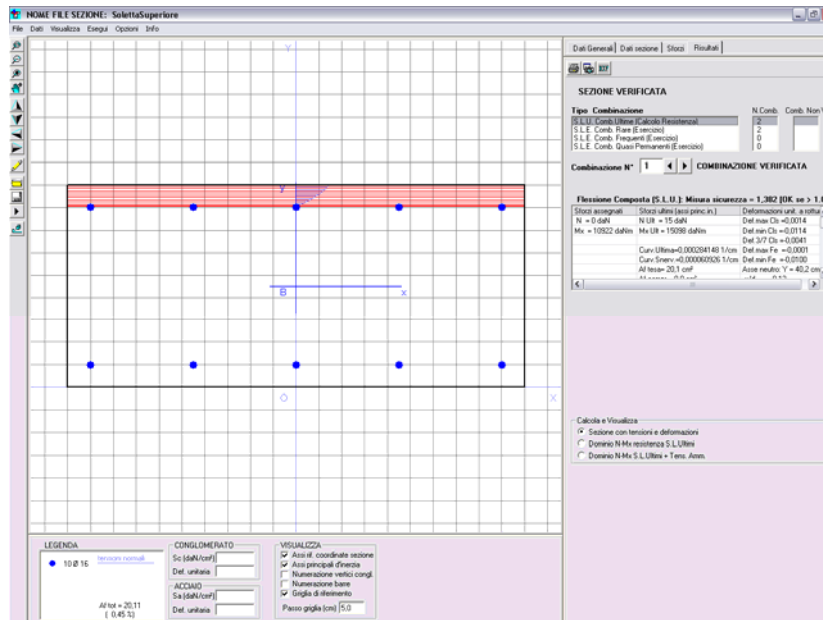 NOME FILE SEZIONE: SolettaSuperiore
File Dati Visualizza Esegui Opzioni Info
Dati Generali Dati sezione Sforzi Risultati
SEZIONE VERIFICATA
Tipo Combinazione N.Comb. Comb. Non
S.L.U. Comb.Ultime (Calcolo Resistenza) 2
S.L.E. Comb. Rare (Esercizio) 2
S.L.E. Comb. Frequenti (Esercizio) 0
S.L.E. Comb. Quasi Permanenti (Esercizio) 0
Combinazione N° 1 COMBINAZIONE VERIFICATA
Flessione Composta (S.L.U.): Misura sicurezza = 1,382 [OK se > 1.0
Sforzi assegnati Sforzi ultimi (assi princ.in.) Deformazioni unit. a rottur
N = 0 daN N.Ult = 15 daN Def.max Cls =0,0014
Mx = 10922 daNm Mx.Ult = 15098 daNm Def.min Cls =-0,0114
Def.3/7 Cls =-0,0041
Curv.Ultima=0,000284148 1/cm Def.max Fe =-0,0001
Curv.Snerv.=0,000060926 1/cm Def.min Fe =-0,0100
Af tesa= 20,1 cm² Asse neutro: Y = 40,2 cm
Y
y
B
x
O
X
Calcola e Visualizza
Sezione con tensioni e deformazioni
Dominio N-Mx resistenza S.L.Ultimi
Dominio N-Mx S.L.Ultimi + Tens. Amm.
LEGENDA
10 Ø 16 tensioni normali
Af tot = 20,11
( 0,45 %)
CONGLOMERATO
Sc (daN/cm²)
Def. unitaria
ACCIAIO
Sa (daN/cm²)
Def. unitaria
VISUALIZZA
Assi rif. coordinate sezione
Assi principali d'inerzia
Numerazione vertici congl.
Numerazione barre
Griglia di riferimento
Passo griglia (cm) 5,0